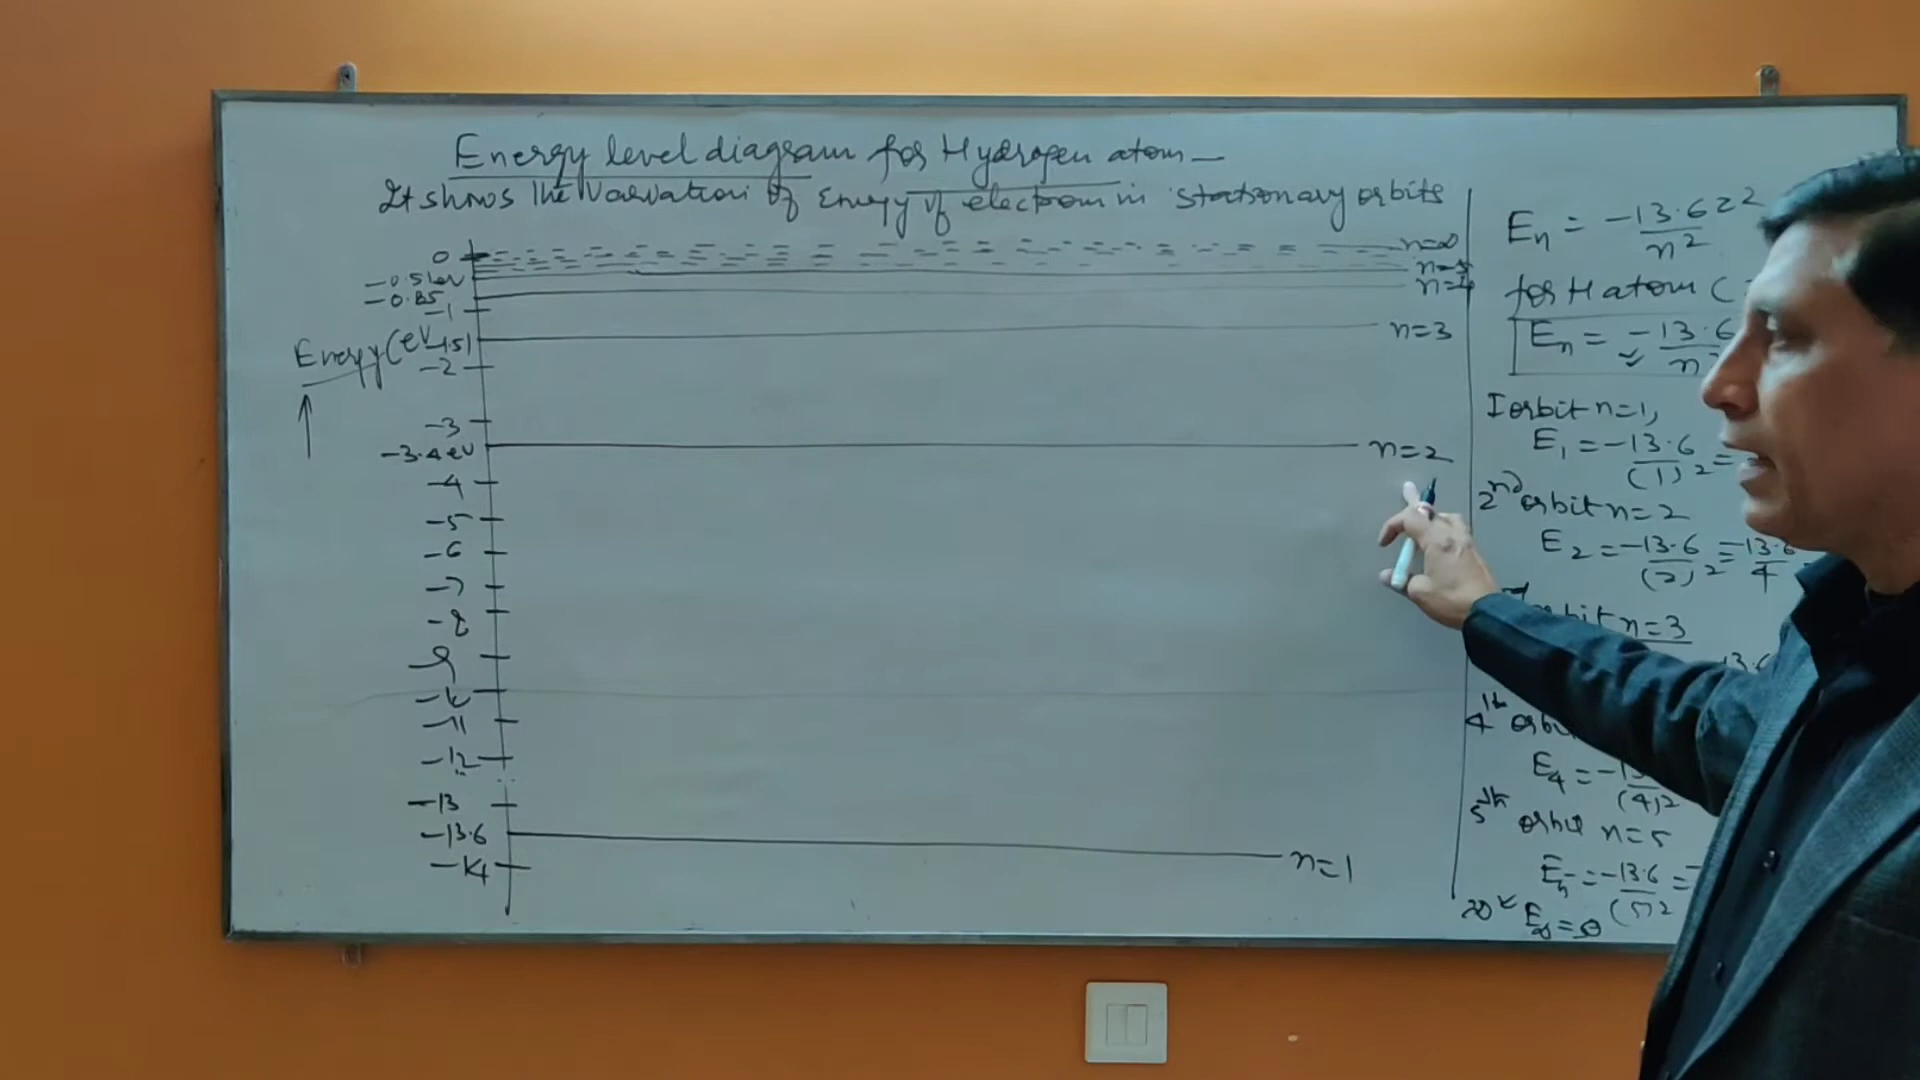 Energy level diagram for Hydrogen atom—
It shows the Variation of Energy of electron in stationary orbits
0
n=∞
-0.51ev
n=5
-0.85
n=4
-1
Energy(eV
-1.51
n=3
-2
-3
-3.4ev
n=2
-4
-5
-6
-7
-8
-9
-10
-11
-12
-13
-13.6
n=1
-14
En = -13.6z²/n²
for H atom (
En = -13.6/n²
I orbit n=1,
E1 = -13.6/(1)² =
2nd orbit n=2
E2 = -13.6/(2)² = -13.6/4 =
n=3
4th
E4 = -13/(4)²
5th orbit n=5
E5 = -13.6/(5)² = -
E∞ = 0